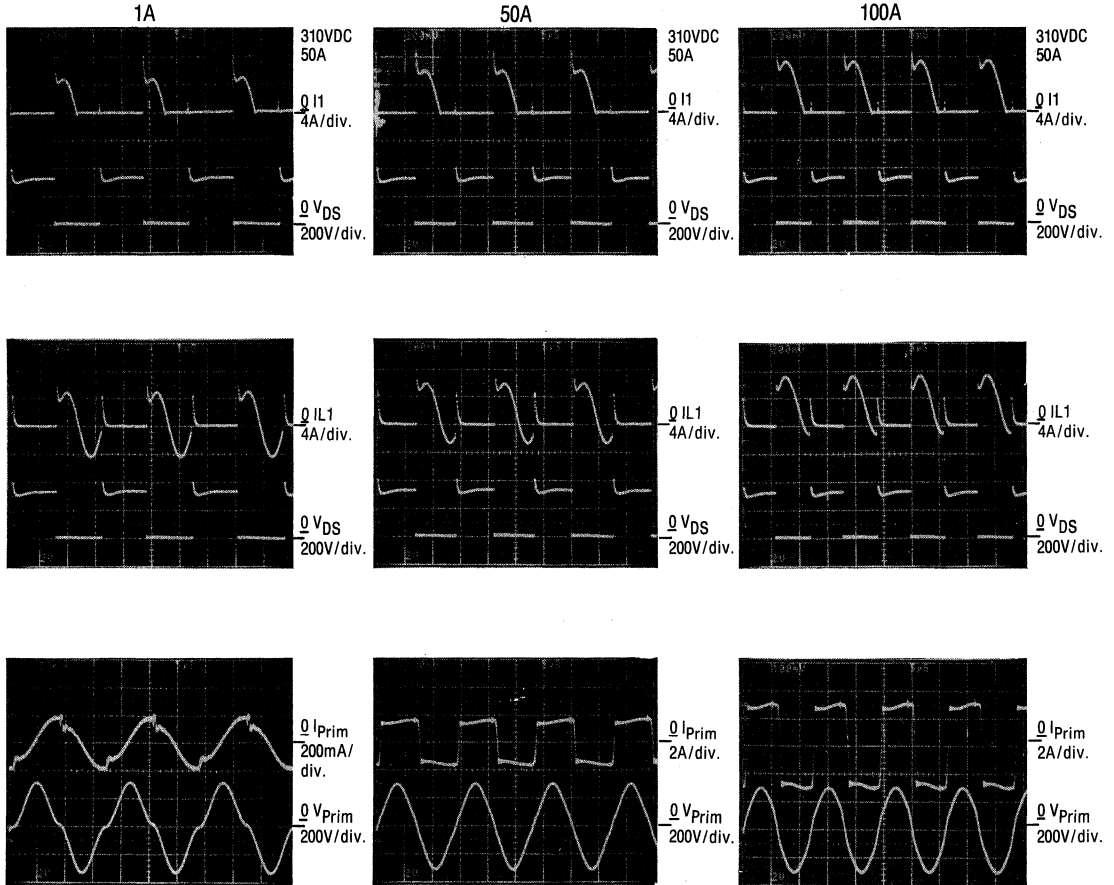 1A
50A
100A
310VDC
50A
0 I1
4A/div.
0 VDS
200V/div.
310VDC
50A
0 I1
4A/div.
0 VDS
200V/div.
310VDC
50A
0 I1
4A/div.
0 VDS
200V/div.
0 IL1
4A/div.
0 VDS
200V/div.
0 IL1
4A/div.
0 VDS
200V/div.
0 IL1
4A/div.
0 VDS
200V/div.
0 IPrim
200mA/
div.
0 VPrim
200V/div.
0 IPrim
2A/div.
0 VPrim
200V/div.
0 IPrim
2A/div.
0 VPrim
200V/div.